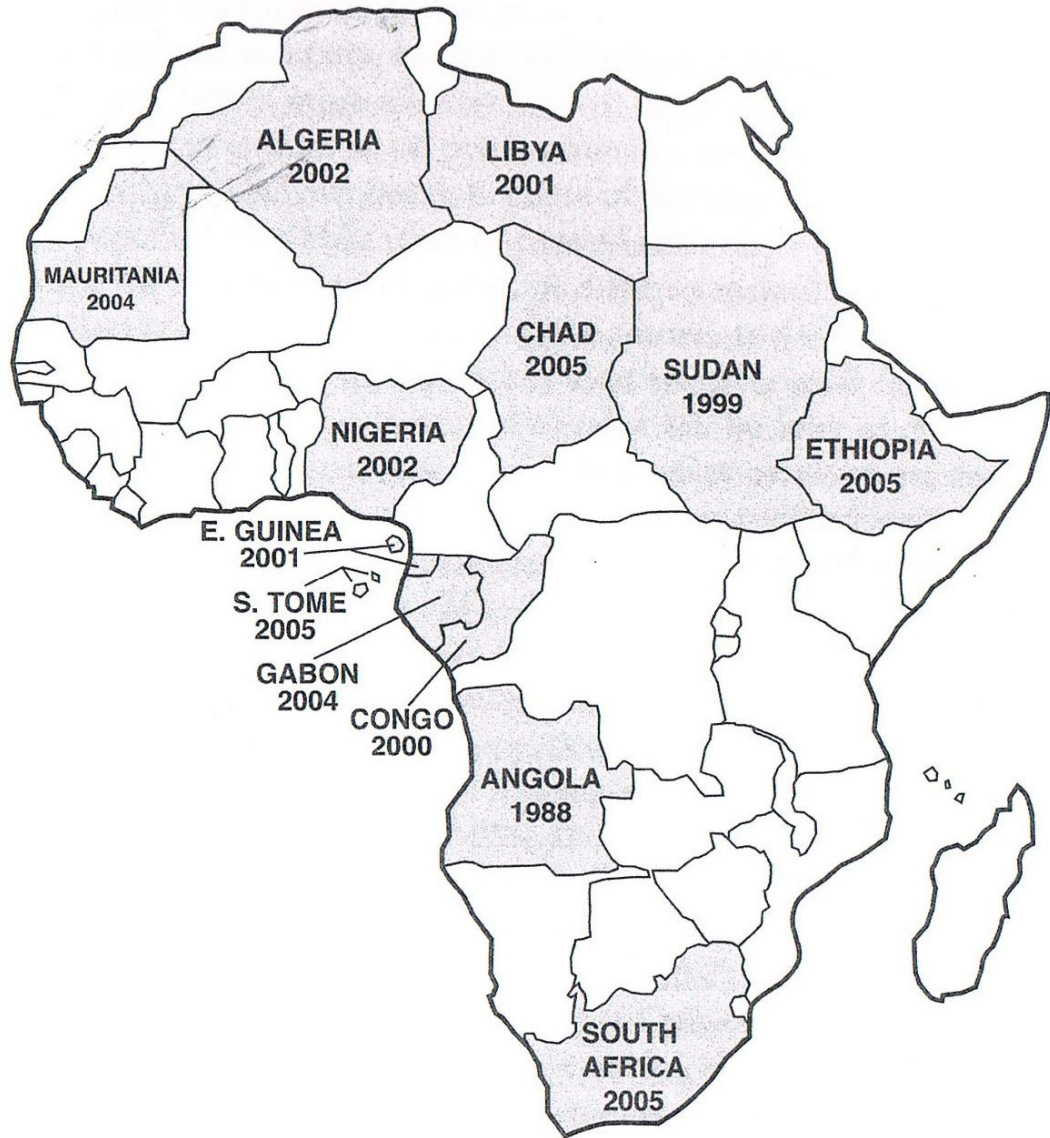 ALGERIA
2002
LIBYA
2001
MAURITANIA
2004
CHAD
2005
SUDAN
1999
NIGERIA
2002
ETHIOPIA
2005
E. GUINEA
2001
S. TOME
2005
GABON
2004
CONGO
2000
ANGOLA
1988
SOUTH
AFRICA
2005